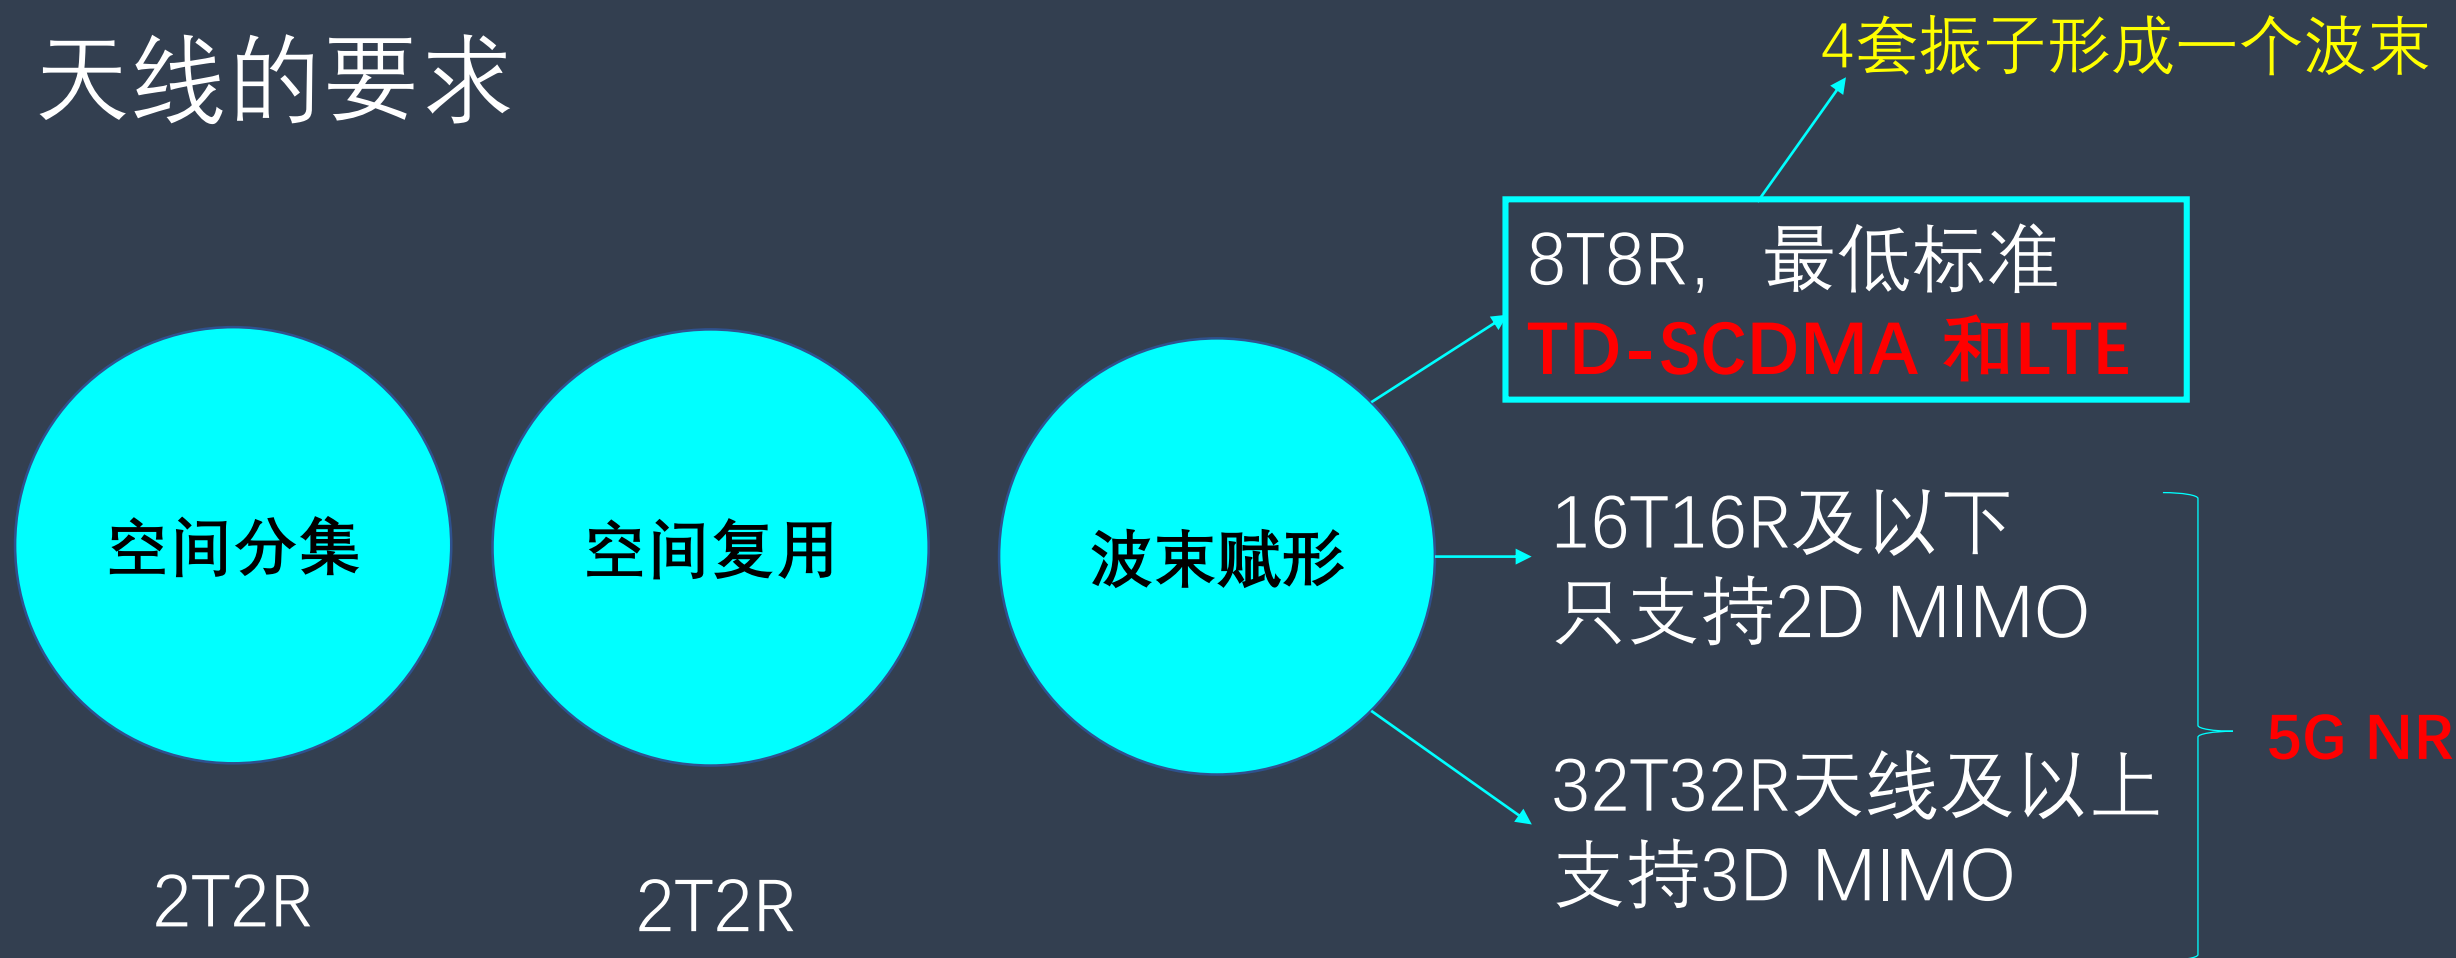 天线的要求
4套振子形成一个波束
8T8R，最低标准
TD-SCDMA 和LTE
空间分集
空间复用
波束赋形
16T16R及以下
只支持2D MIMO
5G NR
32T32R天线及以上
支持3D MIMO
2T2R
2T2R